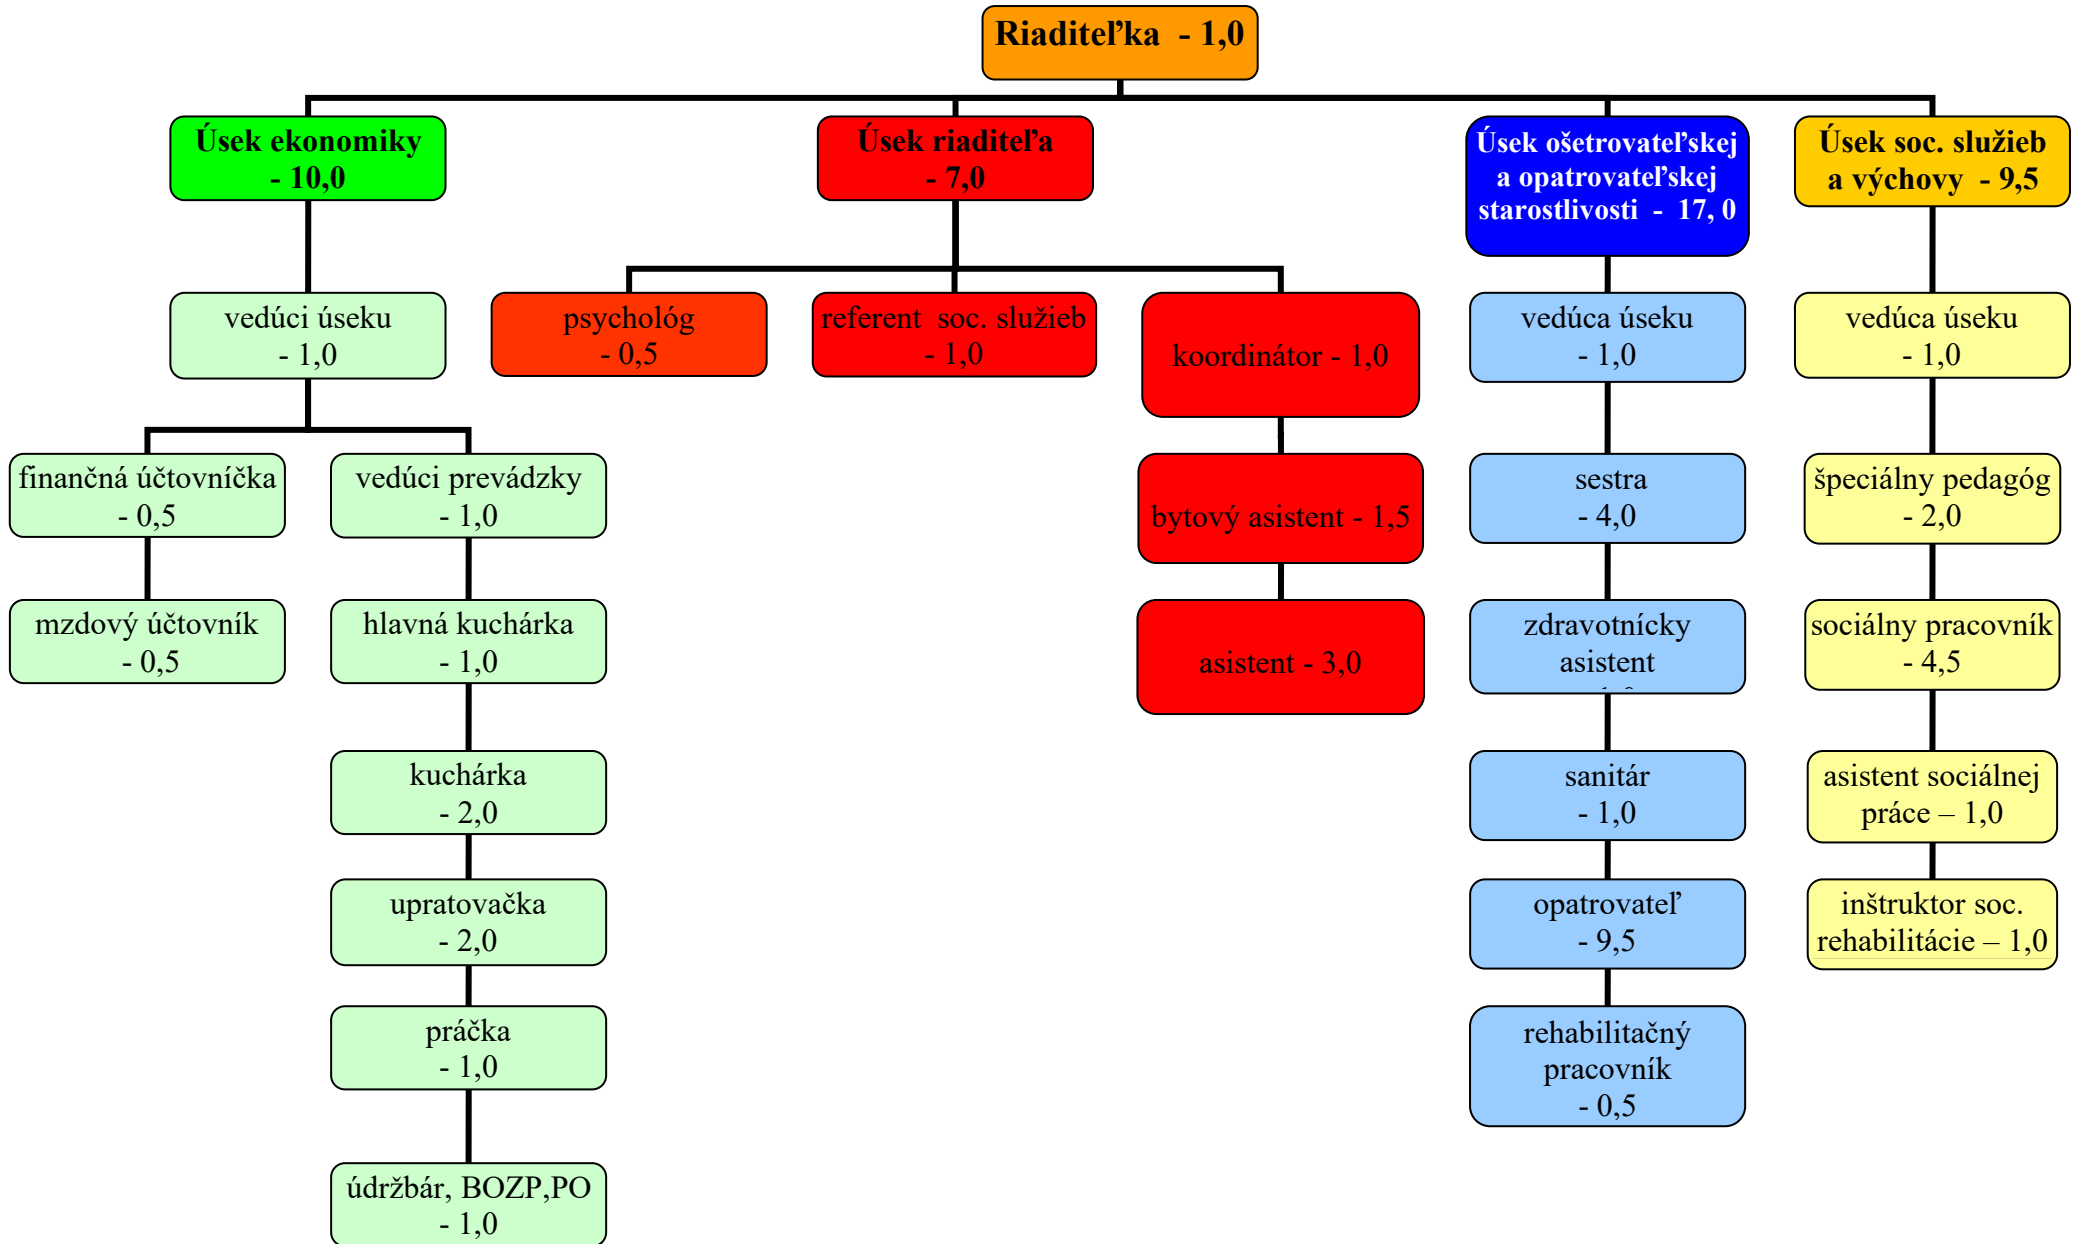 Riaditeľka - 1,0
Úsek ekonomiky
- 10,0
Úsek riaditeľa
- 7,0
Úsek ošetrovateľskej
a opatrovateľskej
starostlivosti - 17, 0
Úsek soc. služieb
a výchovy - 9,5
vedúci úseku
- 1,0
psychológ
- 0,5
referent soc. služieb
- 1,0
koordinátor - 1,0
vedúca úseku
- 1,0
vedúca úseku
- 1,0
finančná účtovníčka
- 0,5
vedúci prevádzky
- 1,0
bytový asistent - 1,5
sestra
- 4,0
špeciálny pedagóg
- 2,0
mzdový účtovník
- 0,5
hlavná kuchárka
- 1,0
asistent - 3,0
zdravotnícky
asistent
sociálny pracovník
- 4,5
kuchárka
- 2,0
sanitár
- 1,0
asistent sociálnej
práce – 1,0
upratovačka
- 2,0
opatrovateľ
- 9,5
inštruktor soc.
rehabilitácie – 1,0
práčka
- 1,0
rehabilitačný
pracovník
- 0,5
údržbár, BOZP,PO
- 1,0